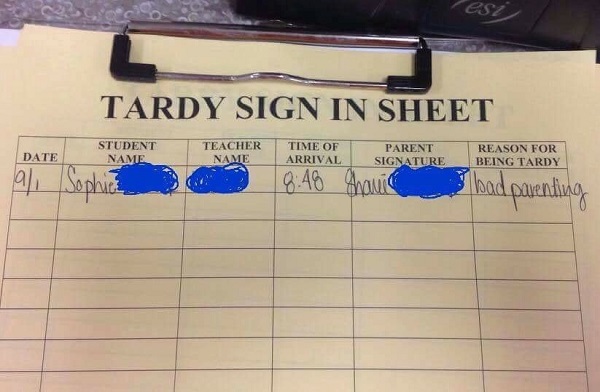 esi
TARDY SIGN IN SHEET
DATE STUDENT NAME TEACHER NAME TIME OF ARRIVAL PARENT SIGNATURE REASON FOR BEING TARDY
9/1 Sophie 8:48 bad parenting